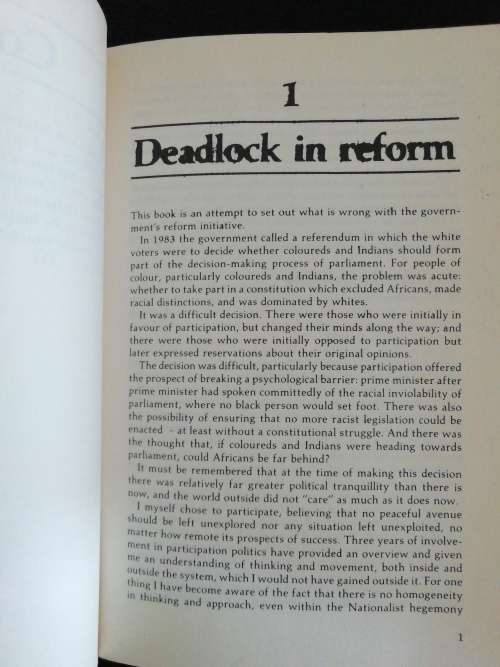 1
Deadlock in reform
This book is an attempt to set out what is wrong with the govern-
ment's reform initiative.
In 1983 the government called a referendum in which the white
voters were to decide whether coloureds and Indians should form
part of the decision-making process of parliament. For people of
colour, particularly coloureds and Indians, the problem was acute:
whether to take part in a constitution which excluded Africans, made
racial distinctions, and was dominated by whites.
It was a difficult decision. There were those who were initially in
favour of participation, but changed their minds along the way; and
there were those who were initially opposed to participation but
later expressed reservations about their original opinions.
The decision was difficult, particularly because participation offered
the prospect of breaking a psychological barrier: prime minister after
prime minister had spoken committedly of the racial inviolability of
parliament, where no black person would set foot. There was also
the possibility of ensuring that no more racist legislation could be
enacted – at least without a constitutional struggle. And there was
the thought that, if coloureds and Indians were heading towards
parliament, could Africans be far behind?
It must be remembered that at the time of making this decision
there was relatively far greater political tranquillity than there is
now, and the world outside did not "care" as much as it does now.
I myself chose to participate, believing that no peaceful avenue
should be left unexplored nor any situation left unexploited, no
matter how remote its prospects of success. Three years of involve-
ment in participation politics have provided an overview and given
me an understanding of thinking and movement, both inside and
outside the system, which I would not have gained outside it. For one
thing I have become aware of the fact that there is no homogeneity
in thinking and approach, even within the Nationalist hegemony
1